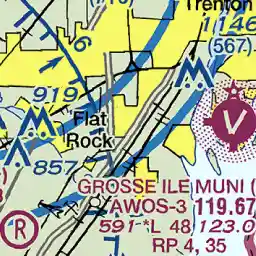 Trenton
1146
(567)
919
Flat
Rock
V
857
GROSSE ILE MUNI (
AWOS-3 119.67
591 *L 48 123.0
R
RP 4, 35